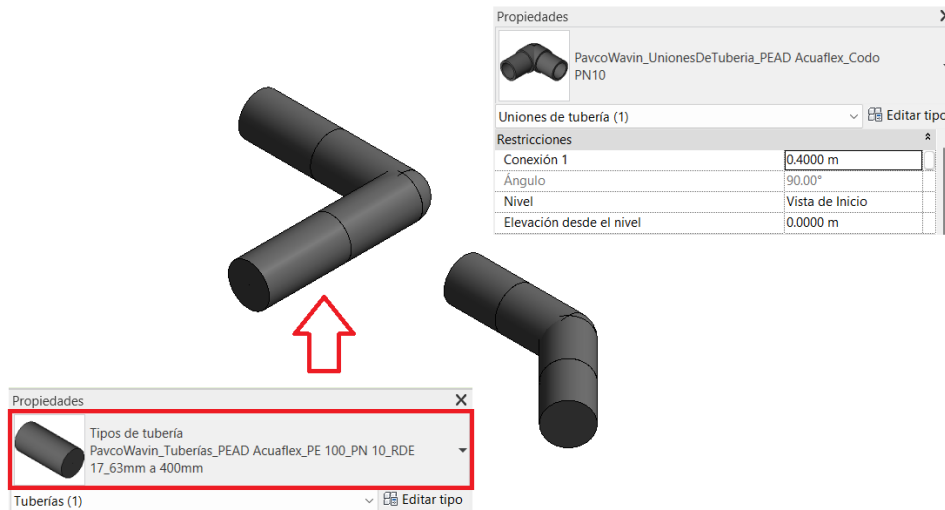 Propiedades
PavcoWavin_UnionesDeTuberia_PEAD Acuaflex_Codo
PN10
Uniones de tubería (1)
Editar tipo
Restricciones
Conexión 1 0.4000 m
Ángulo 90.00°
Nivel Vista de Inicio
Elevación desde el nivel 0.0000 m
Propiedades
Tipos de tubería
PavcoWavin_Tuberías_PEAD Acuaflex_PE 100_PN 10_RDE
17_63mm a 400mm
Tuberías (1)
Editar tipo